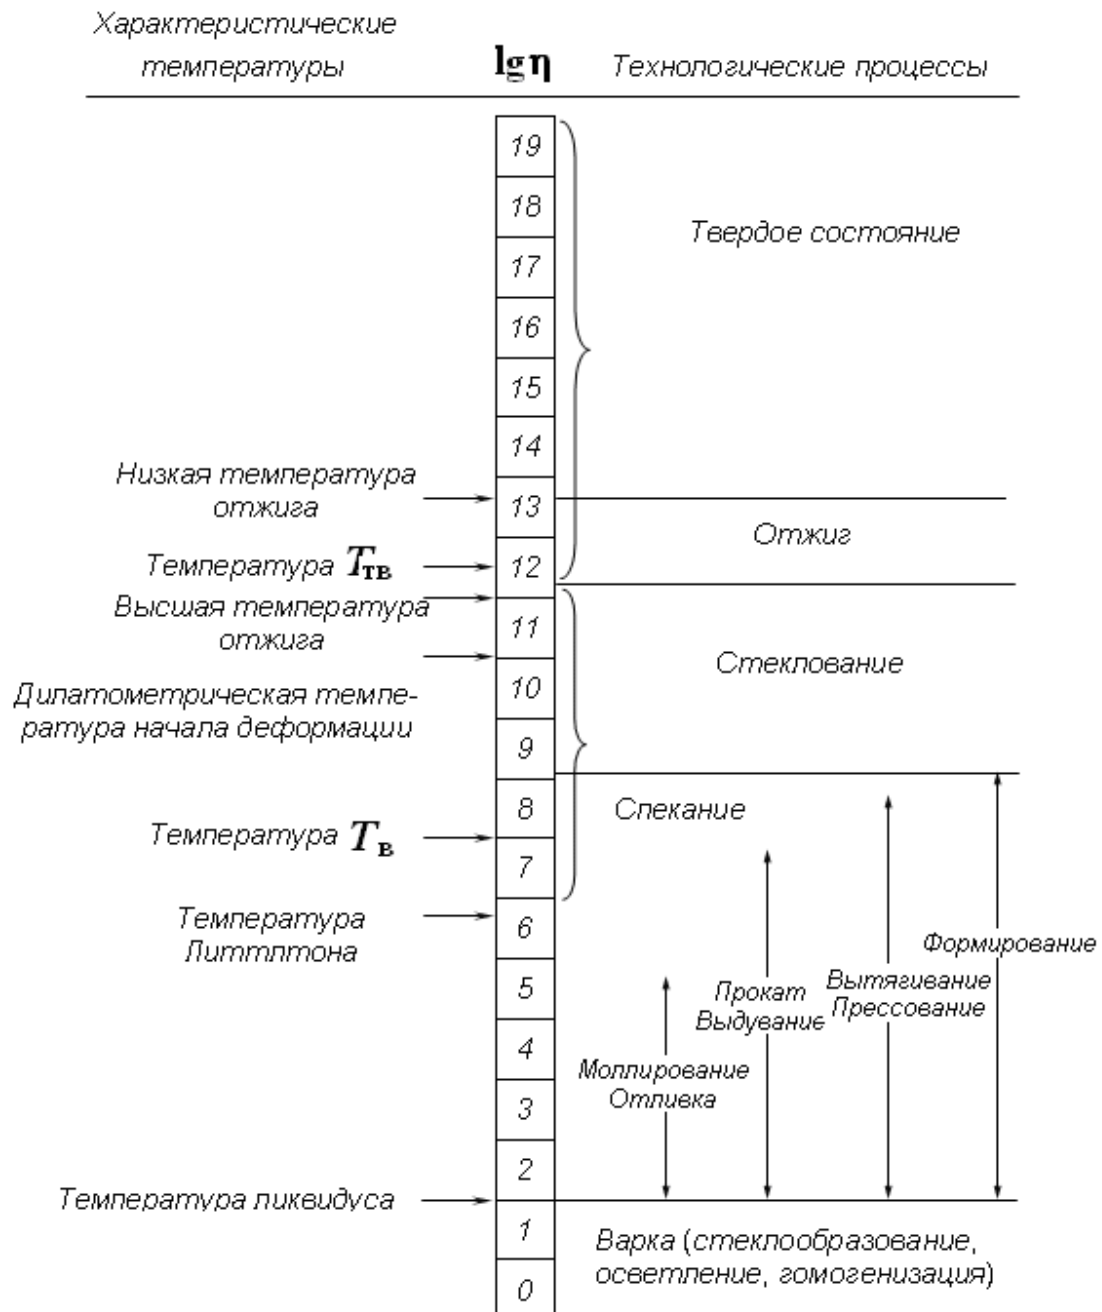 Характеристические
температуры
lg η
Технологические процессы
19
18
Твердое состояние
17
16
15
14
Низкая температура
отжига
13
Отжиг
Температура Tтв
12
Высшая температура
отжига
11
Стеклование
10
Дилатометрическая темпе-
ратура начала деформации
9
8
Спекание
Температура Tв
7
Температура
Литтлтона
6
Формирование
5
Вытягивание
Прессование
Прокат
Выдувание
4
Моллирование
Отливка
3
2
Температура ликвидуса
1
Варка (стеклообразование,
осветление, гомогенизация)
0